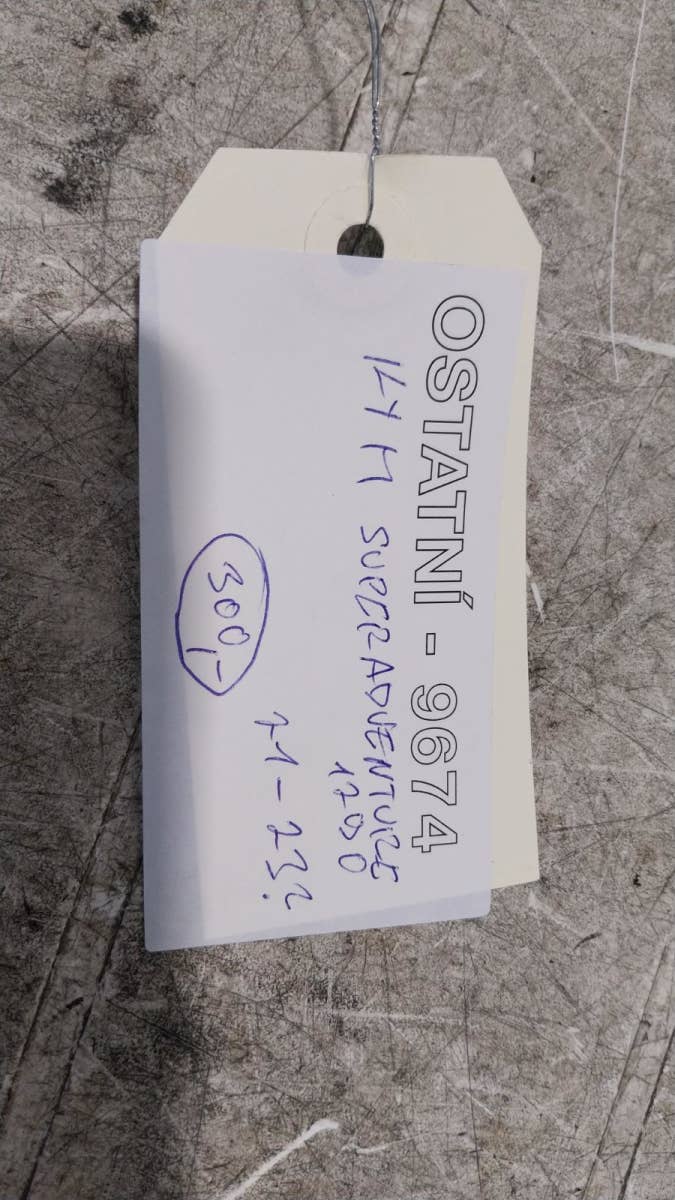 OSTATNÍ - 9674
KTM SUPERADVENTURE
1290
21-23?
300,-